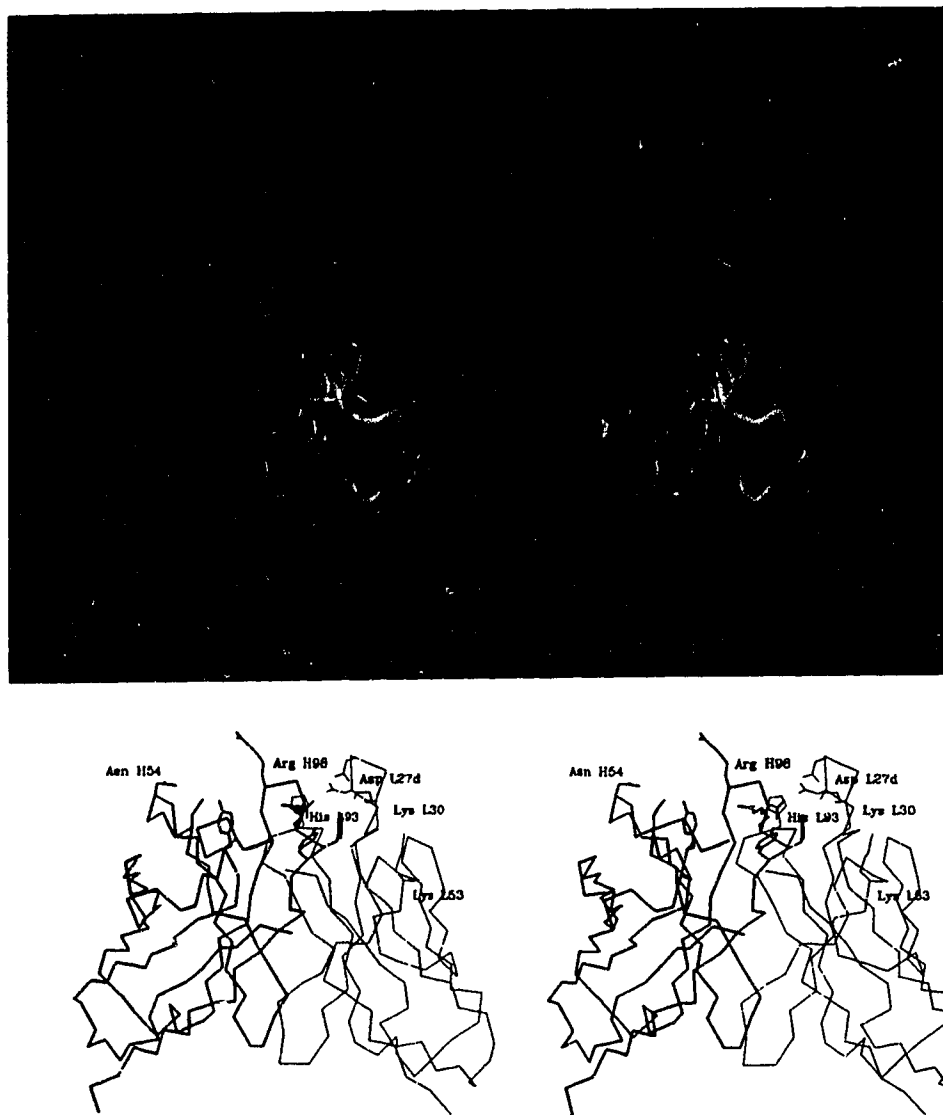 Arg H98
Asn H54
Asp L27d
Lys L30
His L93
Lys L53
Arg H98
Asn H54
Asp L27d
Lys L30
His L93
Lys L53